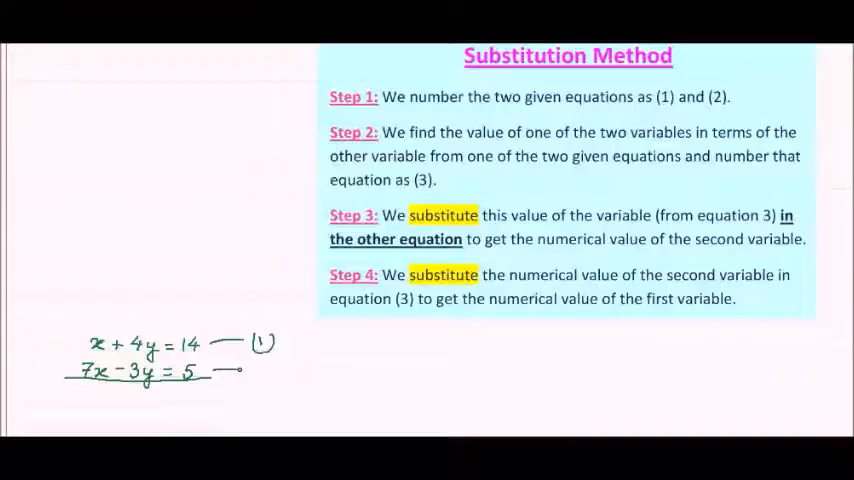 Substitution Method
Step 1: We number the two given equations as (1) and (2).
Step 2: We find the value of one of the two variables in terms of the
other variable from one of the two given equations and number that
equation as (3).
Step 3: We substitute this value of the variable (from equation 3) in
the other equation to get the numerical value of the second variable.
Step 4: We substitute the numerical value of the second variable in
equation (3) to get the numerical value of the first variable.
x + 4y = 14 — (1)
7x - 3y = 5 —